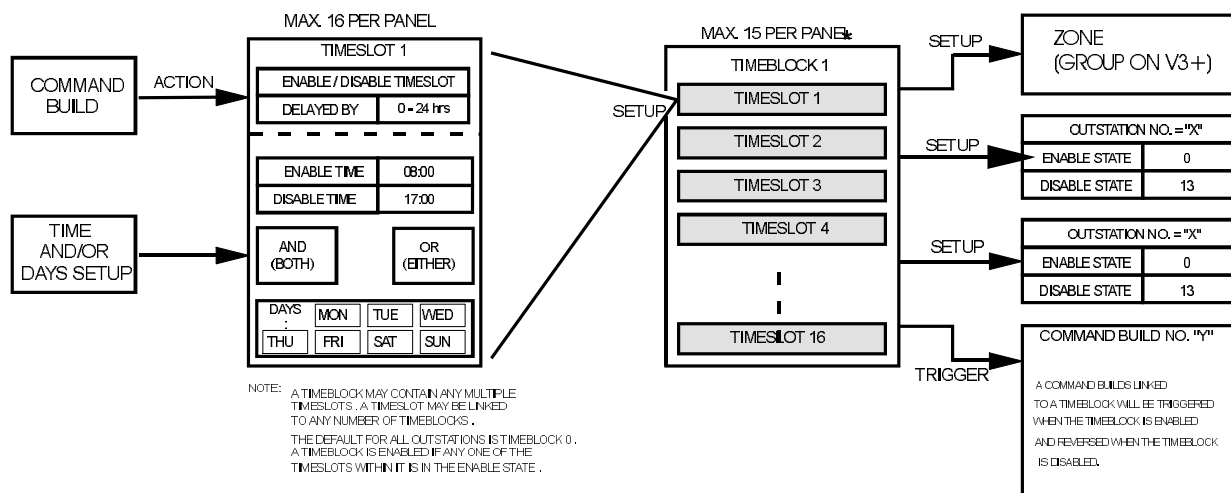 MAX. 16 PER PANEL
TIMESLOT 1
ENABLE / DISABLE TIMESLOT
DELAYED BY
0 - 24 hrs
ENABLE TIME
08:00
DISABLE TIME
17:00
AND
(BOTH)
OR
(EITHER)
DAYS
:
MON
TUE
WED
THU
FRI
SAT
SUN
COMMAND
BUILD
ACTION
TIME
AND/OR
DAYS SETUP
NOTE:
A TIMEBLOCK MAY CONTAIN ANY MULTIPLE
TIMESLOTS . A TIMESLOT MAY BE LINKED
TO ANY NUMBER OF TIMEBLOCKS .
THE DEFAULT FOR ALL OUTSTATIONS IS TIMEBLOCK 0 .
A TIMEBLOCK IS ENABLED IF ANY ONE OF THE
TIMESLOTS WITHIN IT IS IN THE ENABLE STATE .
SETUP
MAX. 15 PER PANEL*
TIMEBLOCK 1
TIMESLOT 1
TIMESLOT 2
TIMESLOT 3
TIMESLOT 4
TIMESLOT 16
SETUP
ZONE
(GROUP ON V3+)
SETUP
OUTSTATION NO. = "X"
ENABLE STATE
0
DISABLE STATE
13
SETUP
OUTSTATION NO. = "X"
ENABLE STATE
0
DISABLE STATE
13
TRIGGER
COMMAND BUILD NO. "Y"
A COMMAND BUILDS LINKED
TO A TIMEBLOCK WILL BE TRIGGERED
WHEN THE TIMEBLOCK IS ENABLED
AND REVERSED WHEN THE TIMEBLOCK
IS DISABLED.